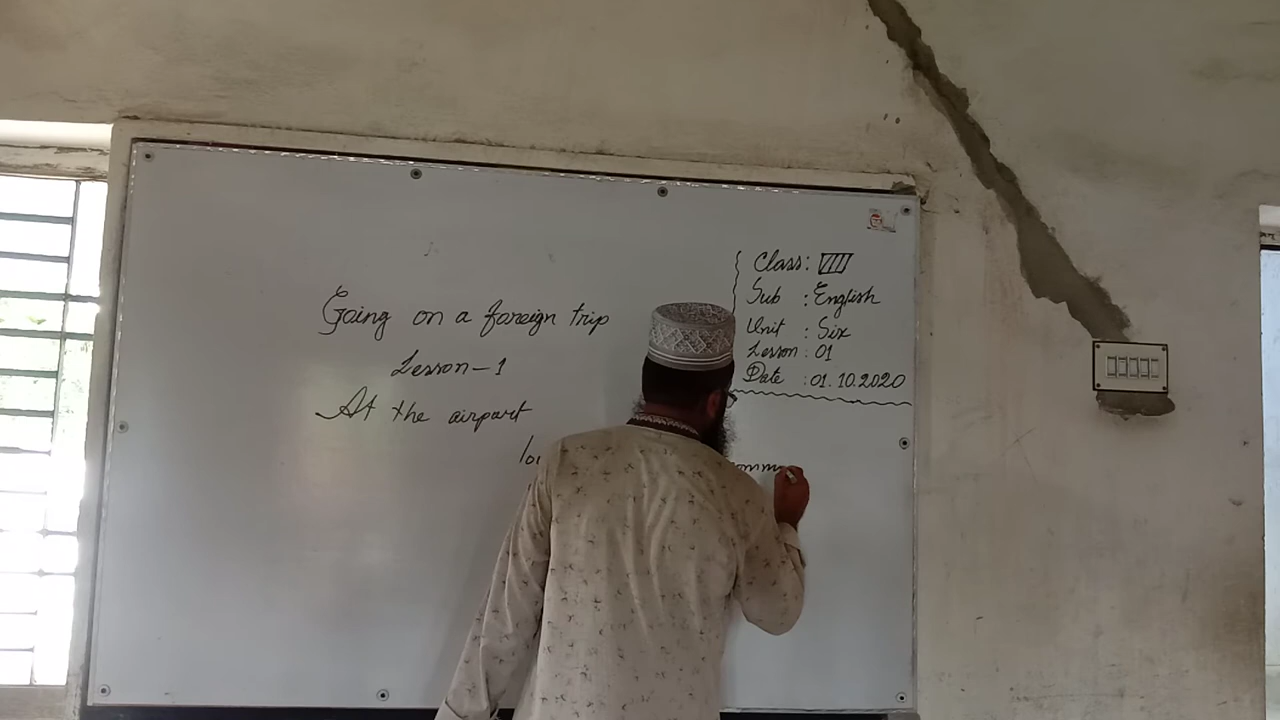 Going on a foreign trip
Lesson-1
At the airpart
Class: VIII
Sub : English
Unit : Six
Lesson : 01
Date : 01.10.2020